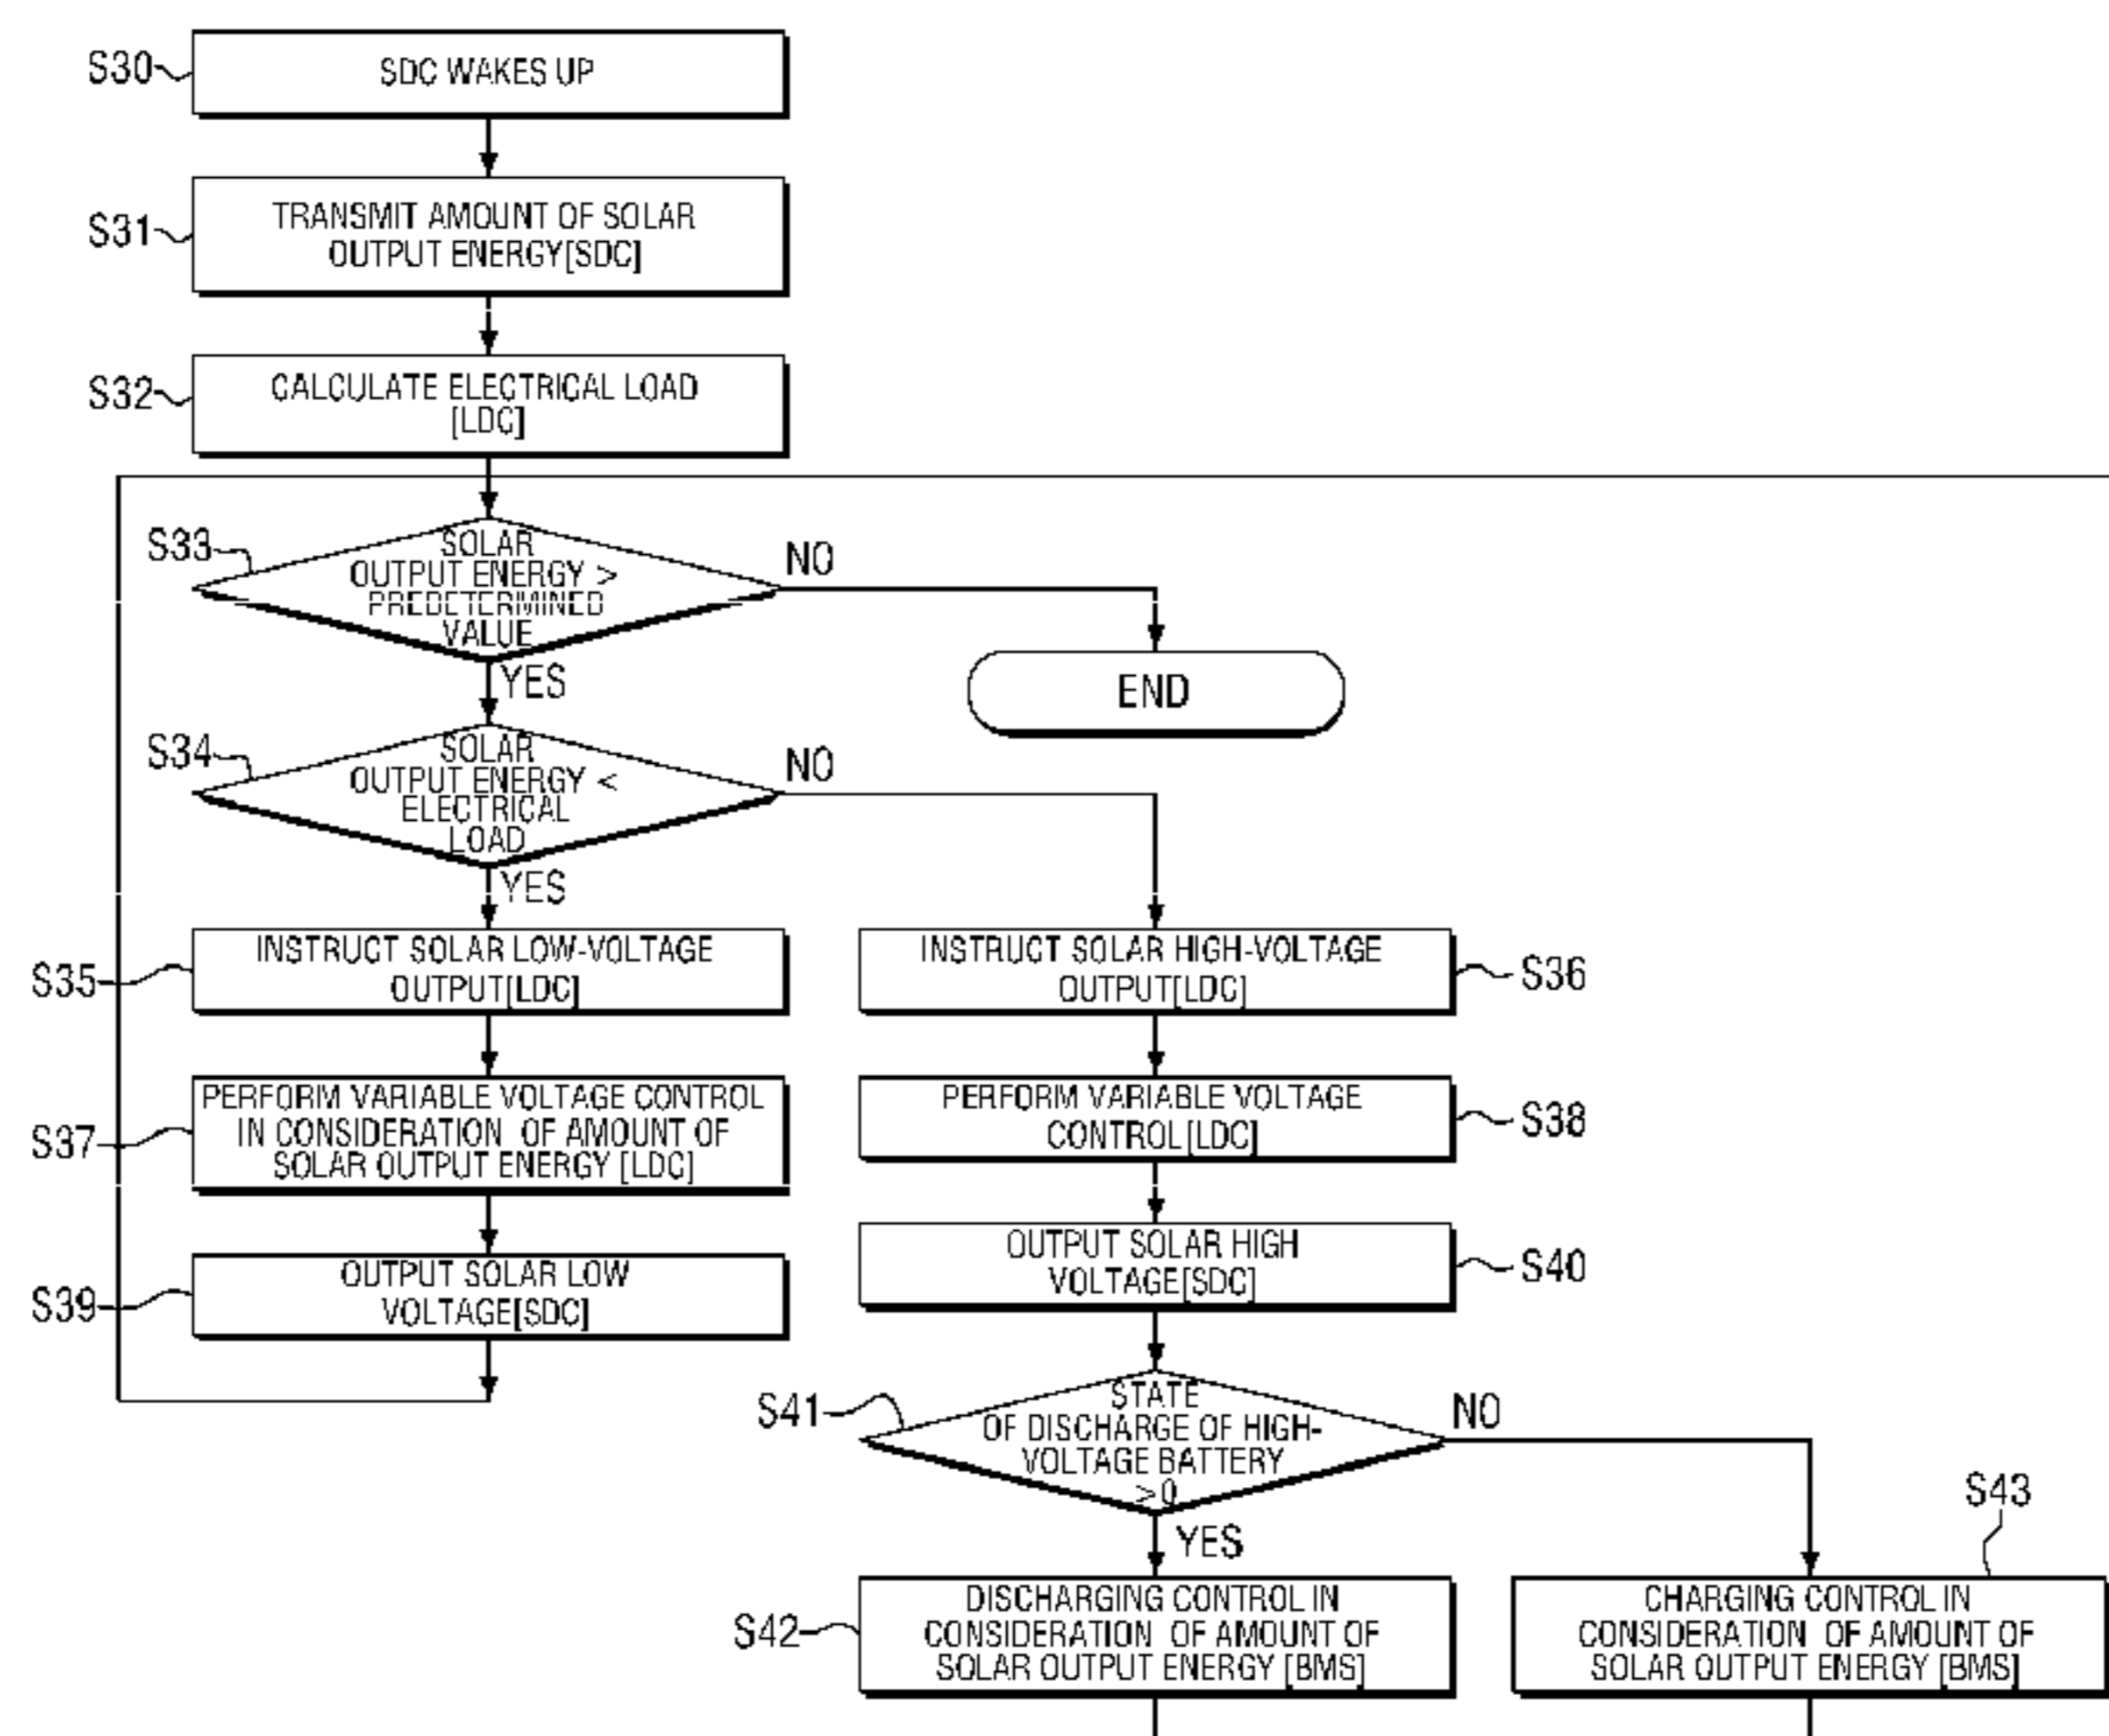 S30
SDC WAKES UP
S31
TRANSMIT AMOUNT OF SOLAR
OUTPUT ENERGY[SDC]
S32
CALCULATE ELECTRICAL LOAD
[LDC]
S33
SOLAR
OUTPUT ENERGY >
PREDETERMINED
VALUE
NO
YES
END
S34
SOLAR
OUTPUT ENERGY <
ELECTRICAL
LOAD
NO
YES
S35
INSTRUCT SOLAR LOW-VOLTAGE
OUTPUT[LDC]
INSTRUCT SOLAR HIGH-VOLTAGE
OUTPUT[LDC]
S36
S37
PERFORM VARIABLE VOLTAGE CONTROL
IN CONSIDERATION OF AMOUNT OF
SOLAR OUTPUT ENERGY [LDC]
PERFORM VARIABLE VOLTAGE
CONTROL[LDC]
S38
S39
OUTPUT SOLAR LOW
VOLTAGE[SDC]
OUTPUT SOLAR HIGH
VOLTAGE[SDC]
S40
S41
STATE
OF DISCHARGE OF HIGH-
VOLTAGE BATTERY
>0
NO
YES
S42
DISCHARGING CONTROL IN
CONSIDERATION OF AMOUNT OF
SOLAR OUTPUT ENERGY [BMS]
S43
CHARGING CONTROL IN
CONSIDERATION OF AMOUNT OF
SOLAR OUTPUT ENERGY [BMS]